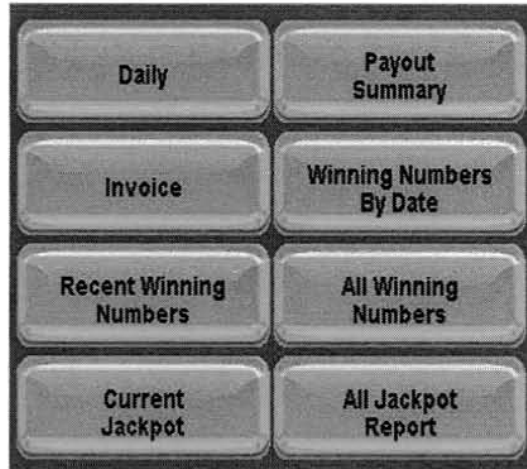 Daily
Payout
Summary
Invoice
Winning Numbers
By Date
Recent Winning
Numbers
All Winning
Numbers
Current
Jackpot
All Jackpot
Report